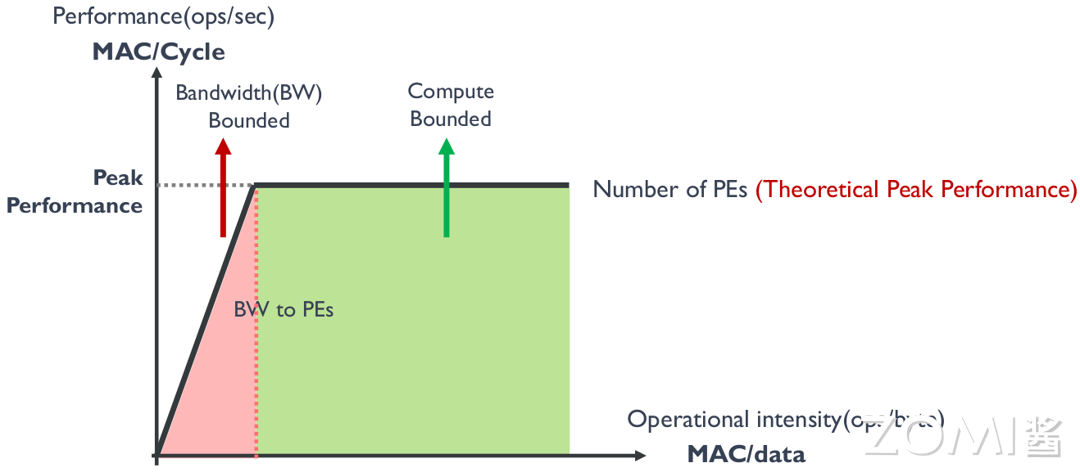 Performance(ops/sec)
MAC/Cycle
Bandwidth(BW)
Bounded
Compute
Bounded
Peak
Performance
Number of PEs (Theoretical Peak Performance)
BW to PEs
Operational intensity(ops/byte)
MAC/data
ZOMI酱